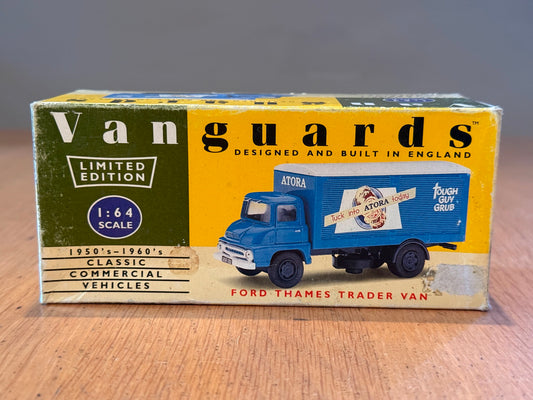 Vanguards™
DESIGNED AND BUILT IN ENGLAND
LIMITED
EDITION
1:64
SCALE
1950's–1960's
CLASSIC
COMMERCIAL
VEHICLES
ATORA
Tuck into ATORA today
TOUGH
GUY
GRUB
FORD THAMES TRADER VAN